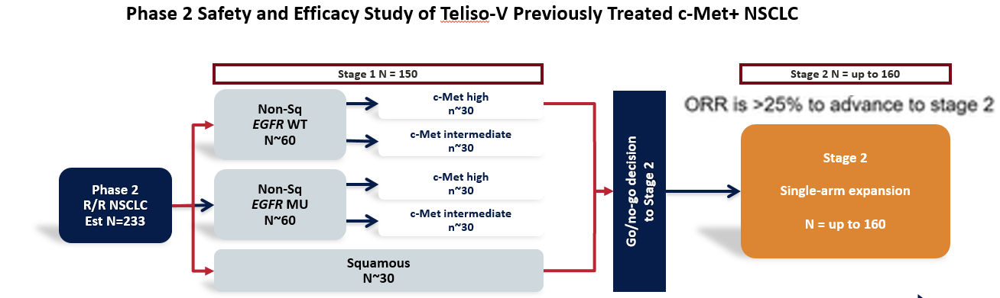 Phase 2 Safety and Efficacy Study of Teliso-V Previously Treated c-Met+ NSCLC
Stage 1 N = 150
Stage 2 N = up to 160
ORR is >25% to advance to stage 2
Phase 2
R/R NSCLC
Est N=233
Non-Sq
EGFR WT
N~60
c-Met high
n~30
c-Met intermediate
n~30
Non-Sq
EGFR MU
N~60
c-Met high
n~30
c-Met intermediate
n~30
Squamous
N~30
Go/no-go decision
to Stage 2
Stage 2
Single-arm expansion
N = up to 160